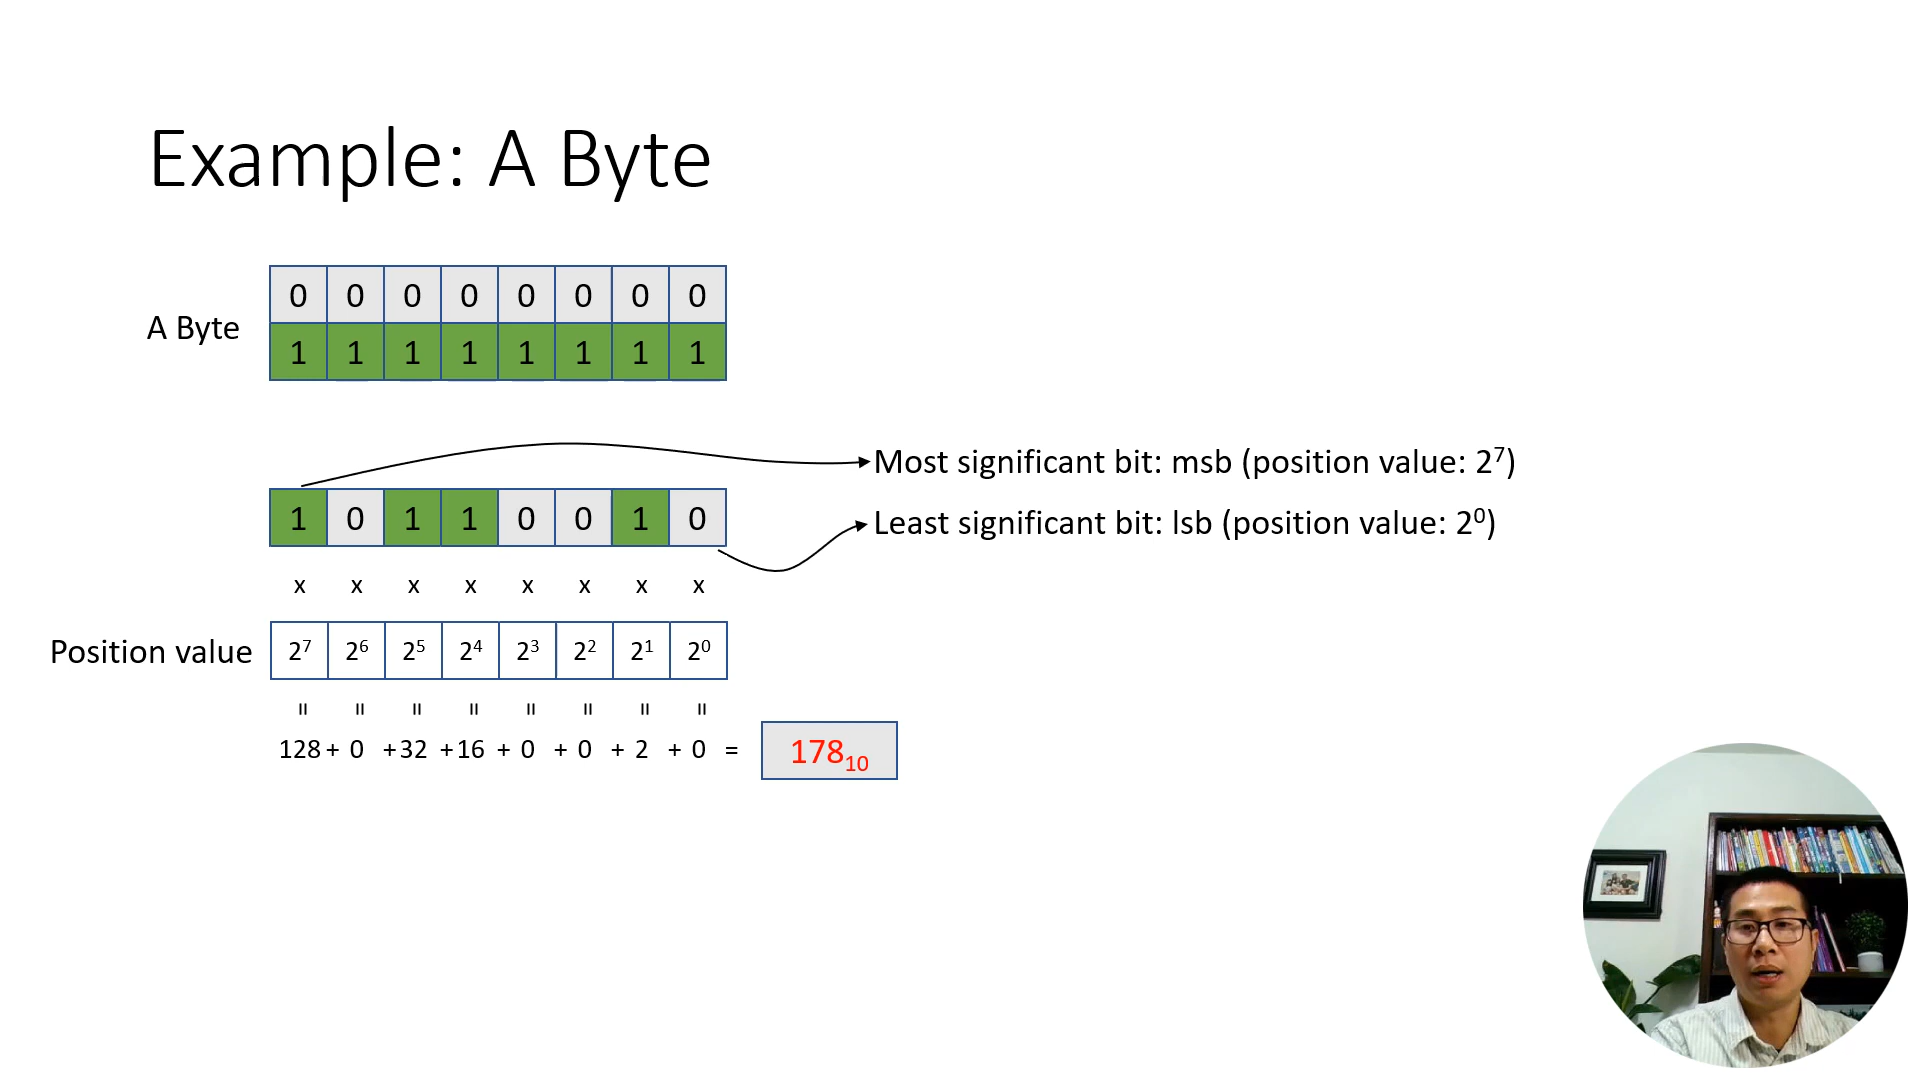 Example: A Byte
0 0 0 0 0 0 0 0
A Byte
1 1 1 1 1 1 1 1
Most significant bit: msb (position value: 2⁷)
1 0 1 1 0 0 1 0
Least significant bit: lsb (position value: 2⁰)
x x x x x x x x
Position value 2⁷ 2⁶ 2⁵ 2⁴ 2³ 2² 2¹ 2⁰
= = = = = = = =
128 + 0 + 32 + 16 + 0 + 0 + 2 + 0 = 178₁₀